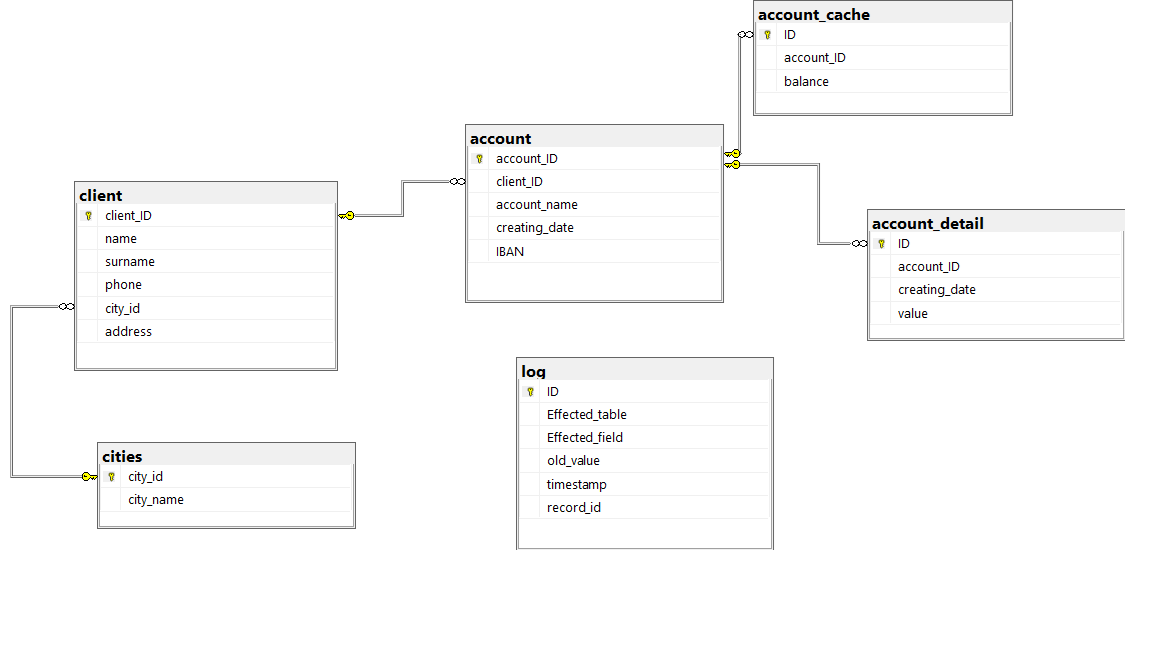 account_cache
ID
account_ID
balance
account
account_ID
client_ID
account_name
creating_date
IBAN
client
client_ID
name
surname
phone
city_id
address
account_detail
ID
account_ID
creating_date
value
log
ID
Effected_table
Effected_field
old_value
timestamp
record_id
cities
city_id
city_name